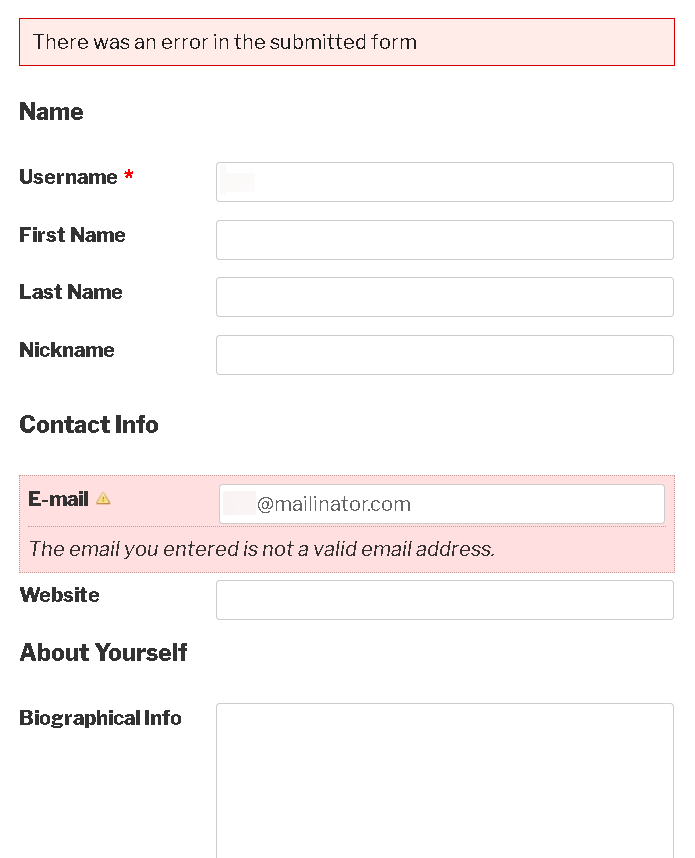 There was an error in the submitted form
Name
Username *
First Name
Last Name
Nickname
Contact Info
E-mail
@mailinator.com
The email you entered is not a valid email address.
Website
About Yourself
Biographical Info